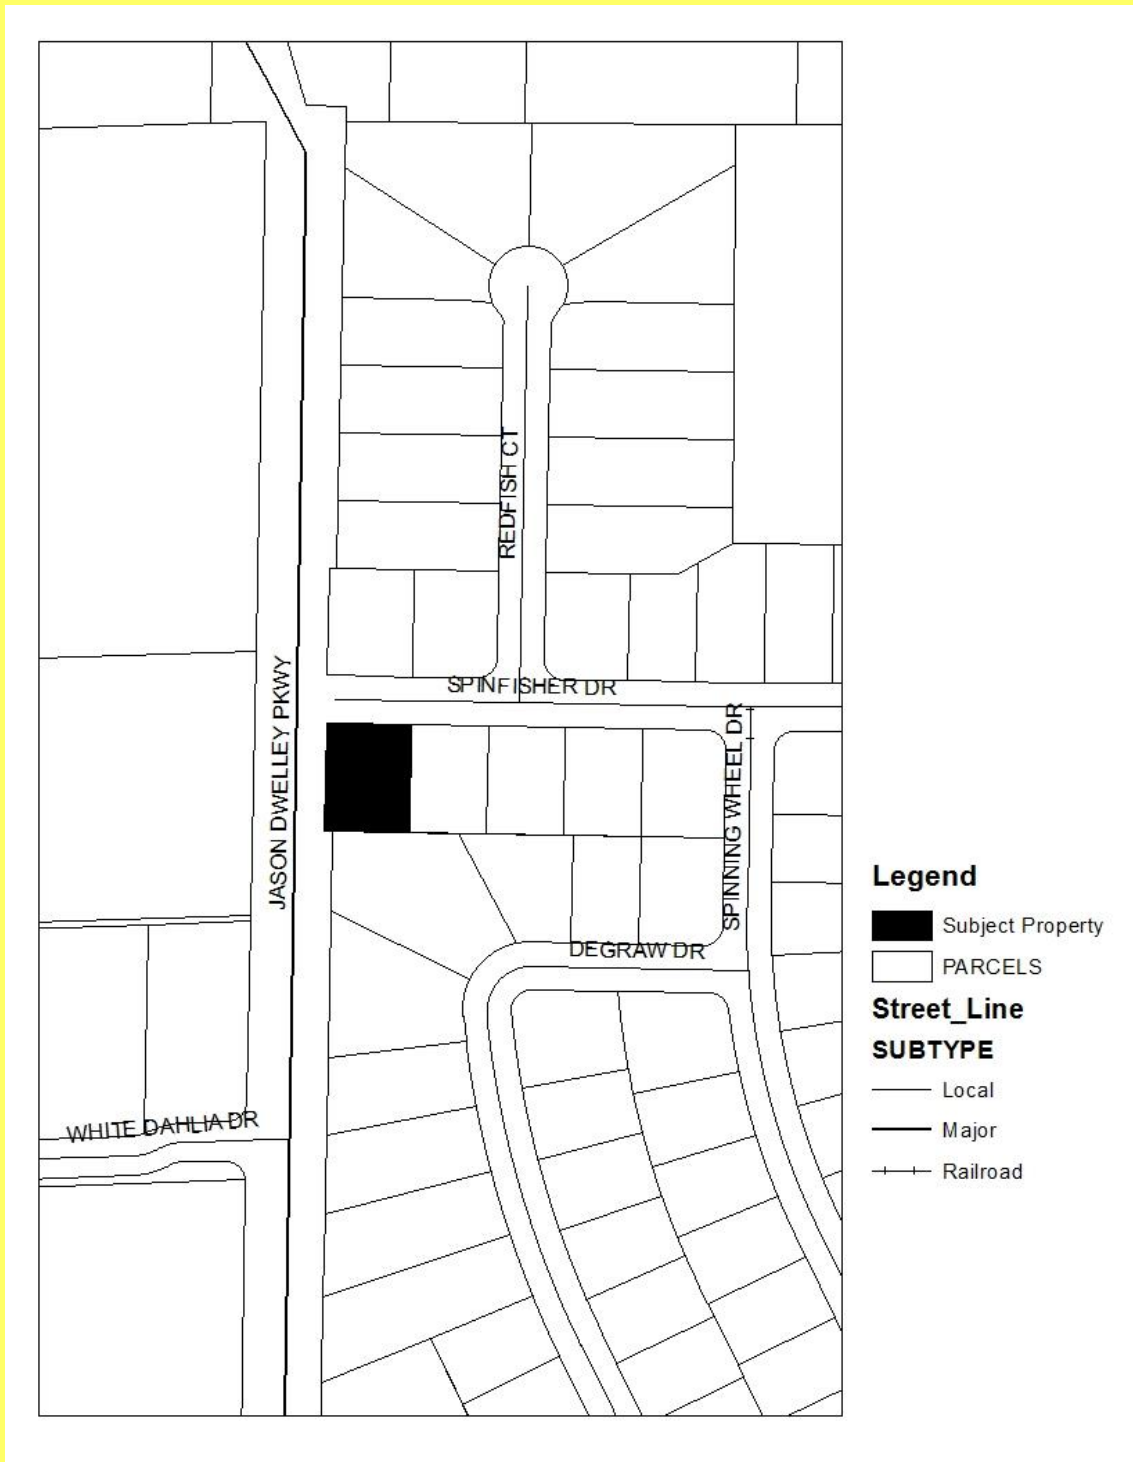 REDFISH CT
SPINFISHER DR
JASON DWELLEY PKWY
SPINNING WHEEL DR
DEGRAW DR
WHITE DAHLIA DR
Legend
Subject Property
PARCELS
Street_Line
SUBTYPE
Local
Major
Railroad